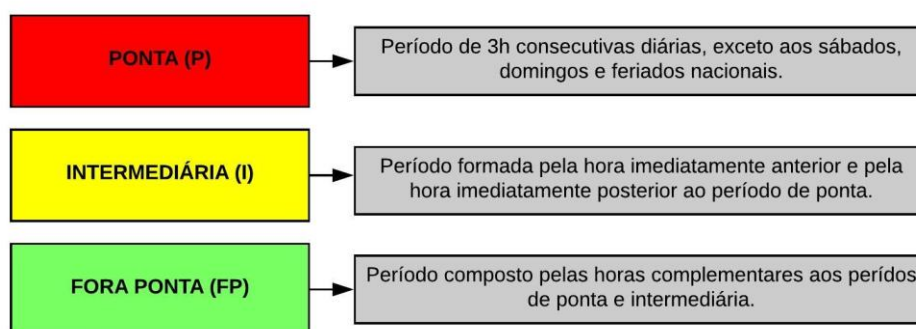 PONTA (P)
Período de 3h consecutivas diárias, exceto aos sábados,
domingos e feriados nacionais.
INTERMEDIÁRIA (I)
Período formada pela hora imediatamente anterior e pela
hora imediatamente posterior ao período de ponta.
FORA PONTA (FP)
Período composto pelas horas complementares aos perídos
de ponta e intermediária.